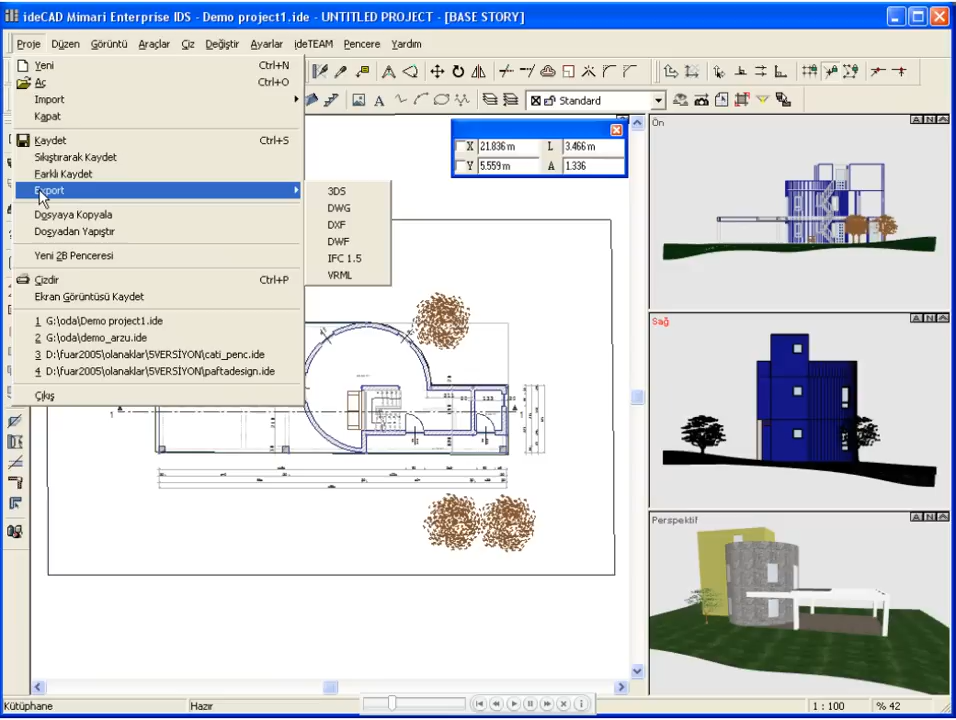 ideCAD Mimari Enterprise IDS - Demo project1.ide - UNTITLED PROJECT - [BASE STORY]
Proje Düzen Görüntü Araçlar Çiz Değiştir Ayarlar ideTEAM Pencere Yardım
Yeni Ctrl+N
Aç Ctrl+O
Import
Kapat
Kaydet Ctrl+S
Sıkıştırarak Kaydet
Farklı Kaydet
Export
Dosyaya Kopyala
Dosyadan Yapıştır
Yeni 2B Penceresi
Çizdir Ctrl+P
Ekran Görüntüsü Kaydet
1 G:\oda\Demo project1.ide
2 G:\oda\demo_arzu.ide
3 D:\fuar2005\olanaklar\5VERSİYON\cati_penc.ide
4 D:\fuar2005\olanaklar\5VERSİYON\paftadesign.ide
Çıkış
3DS
DWG
DXF
DWF
IFC 1.5
VRML
Standard
X 21.836 m L 3.466 m
Y 5.559 m A 1.336
Ön
Sağ
Perspektif
Kütüphane Hazır 1 : 100 % 42